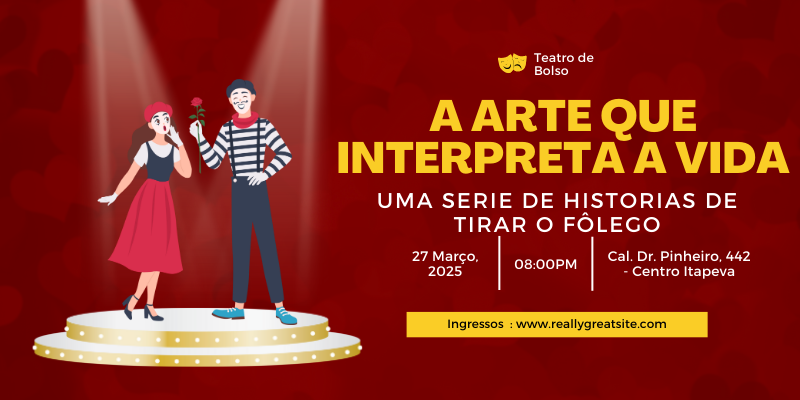 Teatro de
Bolso
A ARTE QUE
INTERPRETA A VIDA
UMA SERIE DE HISTORIAS DE
TIRAR O FÔLEGO
27 Março,
2025
08:00PM
Cal. Dr. Pinheiro, 442
- Centro Itapeva
Ingressos : www.reallygreatsite.com